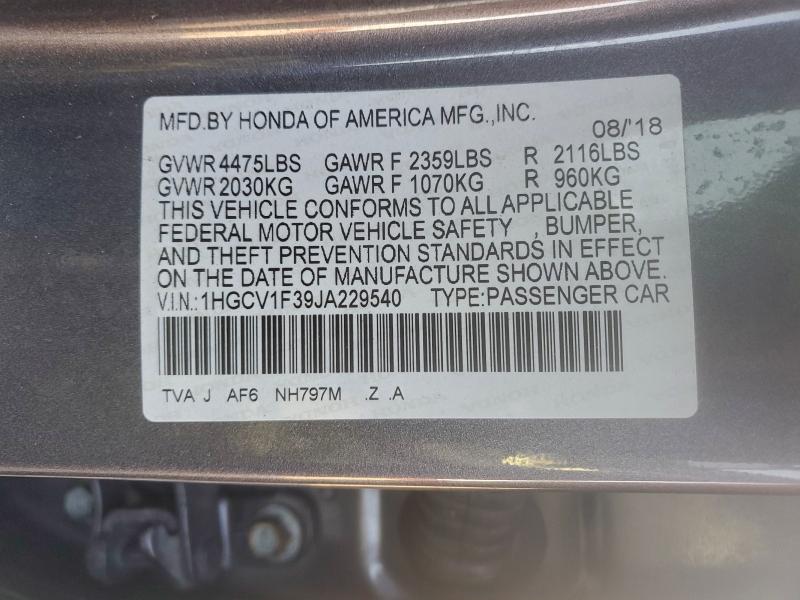 MFD.BY HONDA OF AMERICA MFG.,INC. 08/'18
GVWR 4475LBS GAWR F 2359LBS R 2116LBS
GVWR 2030KG GAWR F 1070KG R 960KG
THIS VEHICLE CONFORMS TO ALL APPLICABLE
FEDERAL MOTOR VEHICLE SAFETY , BUMPER,
AND THEFT PREVENTION STANDARDS IN EFFECT
ON THE DATE OF MANUFACTURE SHOWN ABOVE.
V.I.N.:1HGCV1F39JA229540 TYPE:PASSENGER CAR
TVA J AF6 NH797M .Z .A